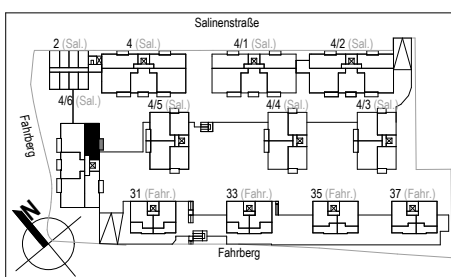 Salinenstraße
2 (Sal.) 4 (Sal.) 4/1 (Sal.) 4/2 (Sal.)
4/6 (Sal.) 4/5 (Sal.) 4/4 (Sal.) 4/3 (Sal.)
Fahrberg
31 (Fahr.) 33 (Fahr.) 35 (Fahr.) 37 (Fahr.)
N
Fahrberg